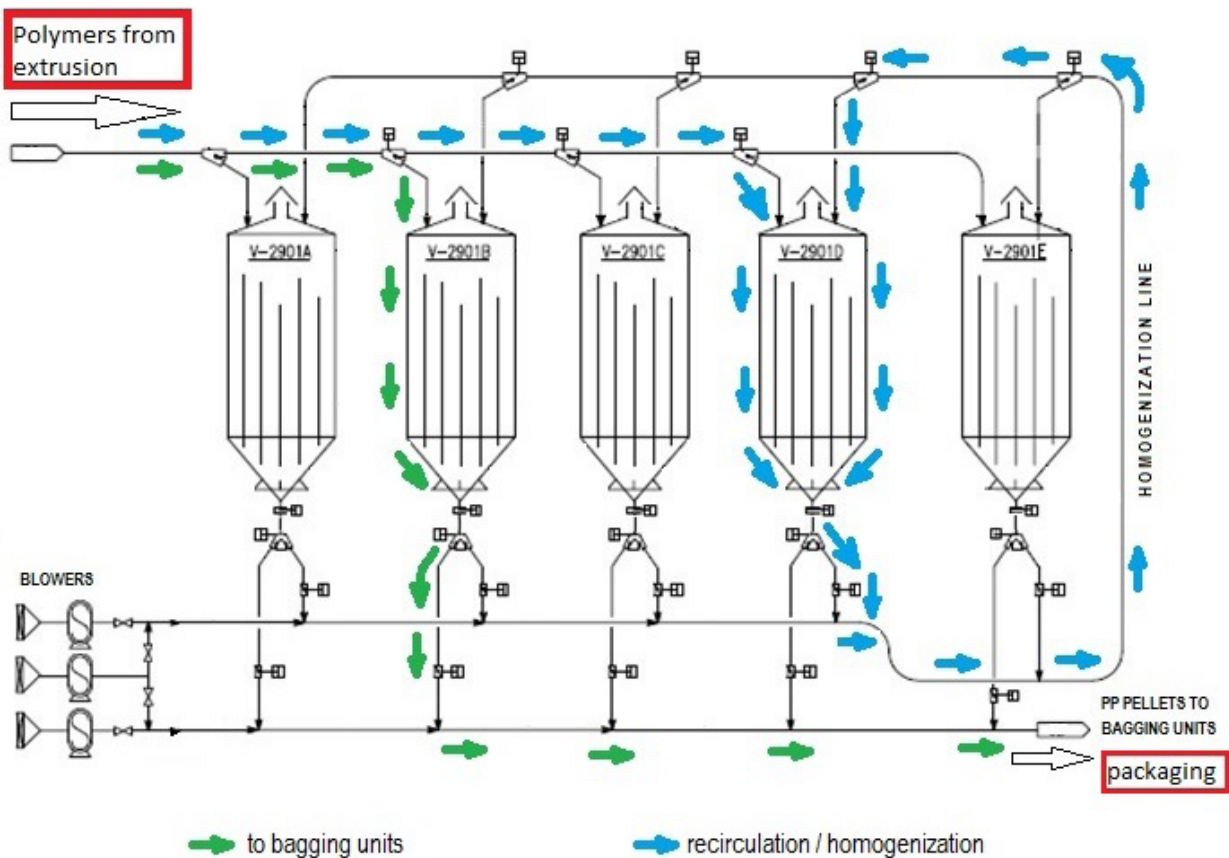 Polymers from
extrusion
V-2901A
V-2901B
V-2901C
V-2901D
V-2901E
HOMOGENIZATION LINE
BLOWERS
PP PELLETS TO
BAGGING UNITS
packaging
to bagging units
recirculation / homogenization